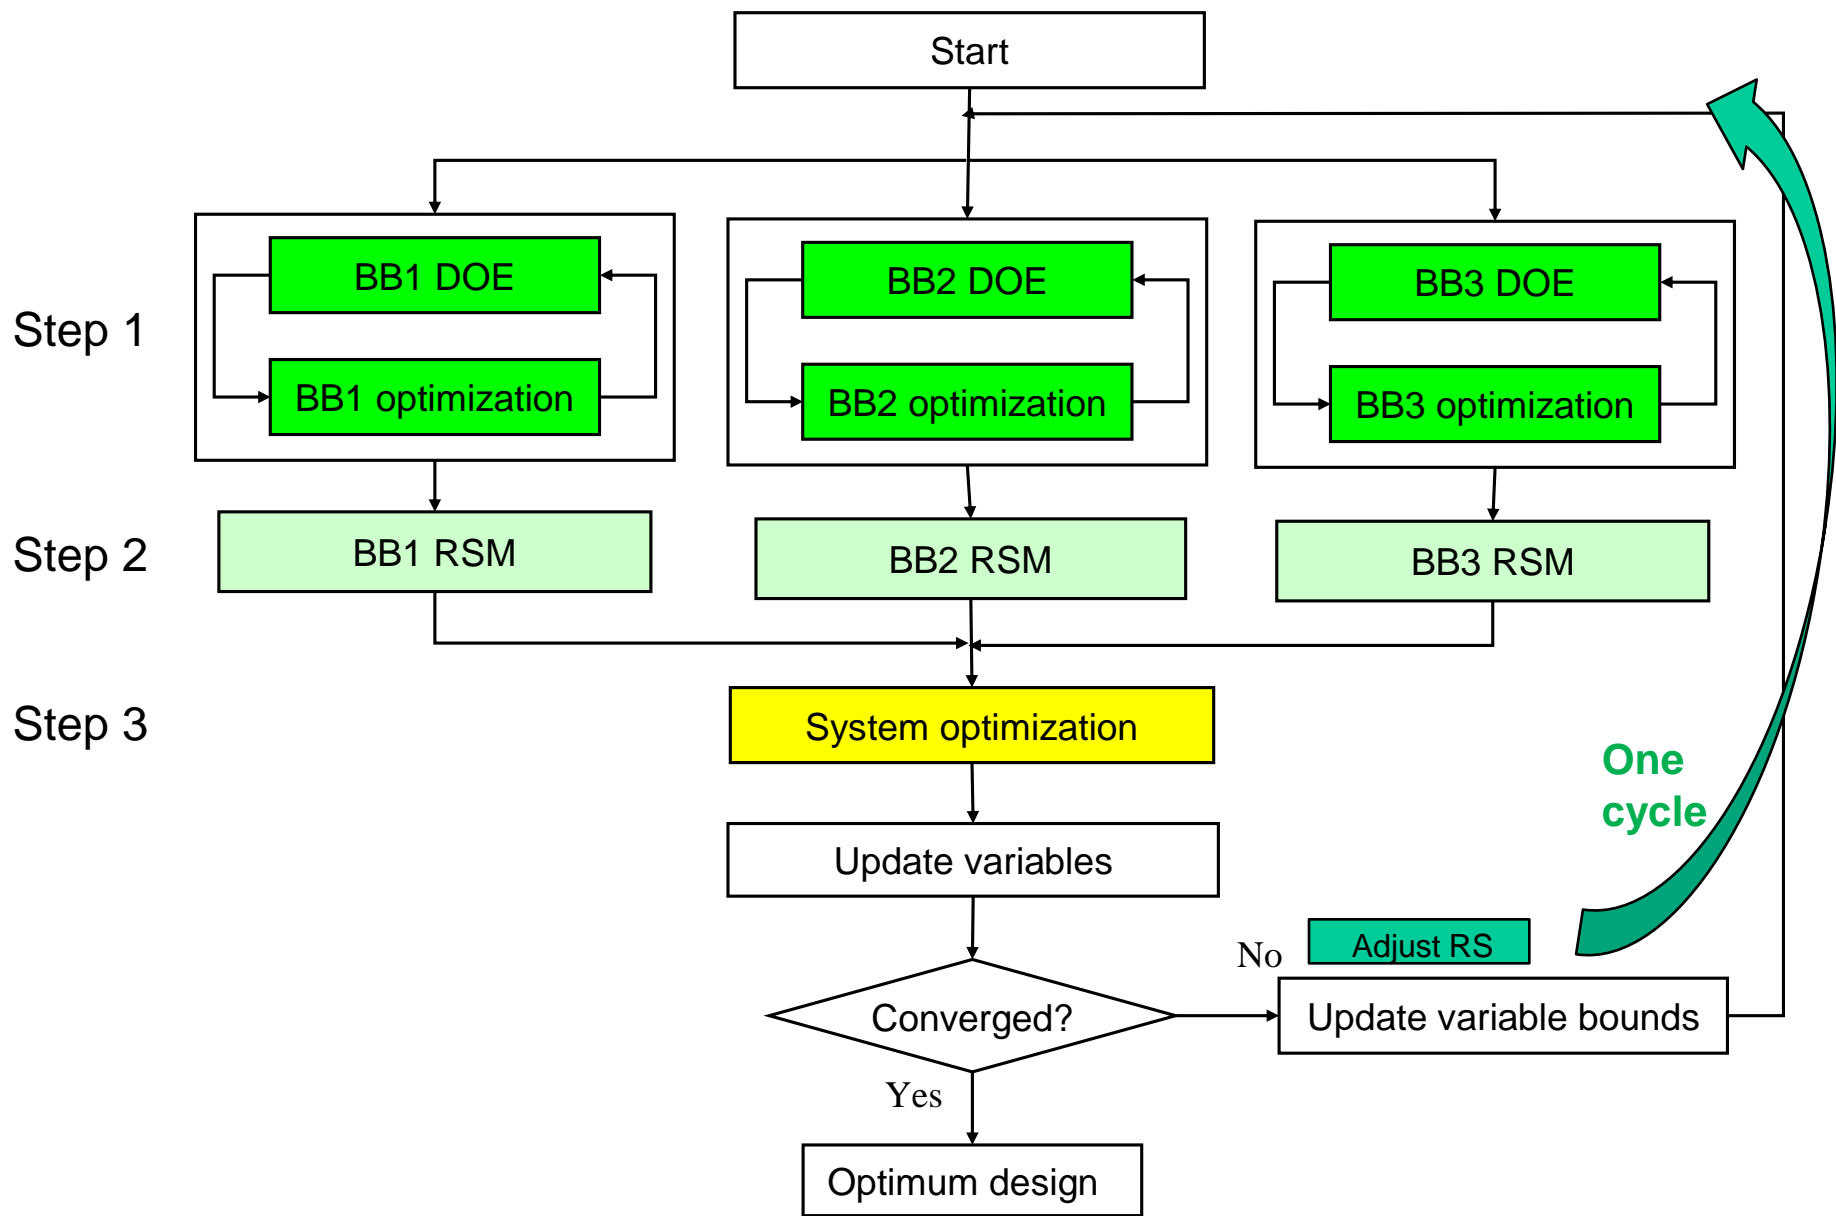 Start
Step 1
BB1 DOE
BB2 DOE
BB3 DOE
BB1 optimization
BB2 optimization
BB3 optimization
Step 2
BB1 RSM
BB2 RSM
BB3 RSM
Step 3
System optimization
One
cycle
Update variables
No
Adjust RS
Converged?
Update variable bounds
Yes
Optimum design